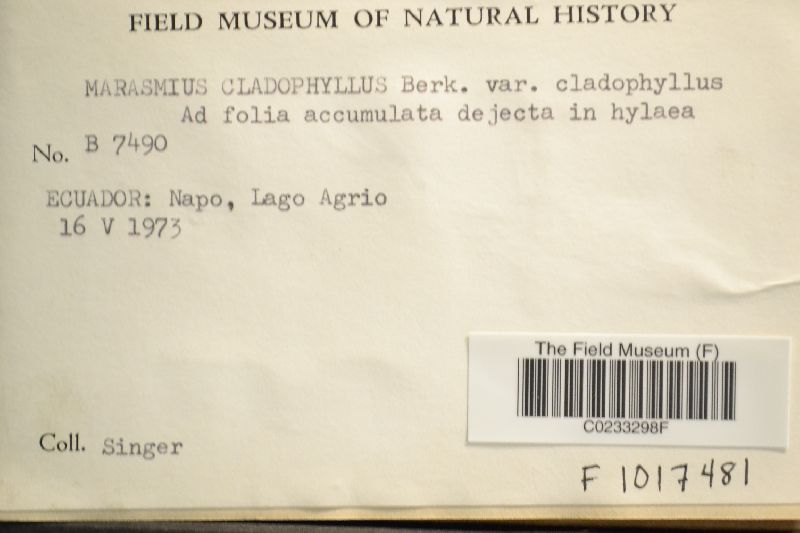 FIELD MUSEUM OF NATURAL HISTORY
MARASMIUS CLADOPHYLLUS Berk. var. cladophyllus
Ad folia accumulata dejecta in hylaea
No. B 7490
ECUADOR: Napo, Lago Agrio
16 V 1973
The Field Museum (F)
C0233298F
Coll. Singer
F 1017481